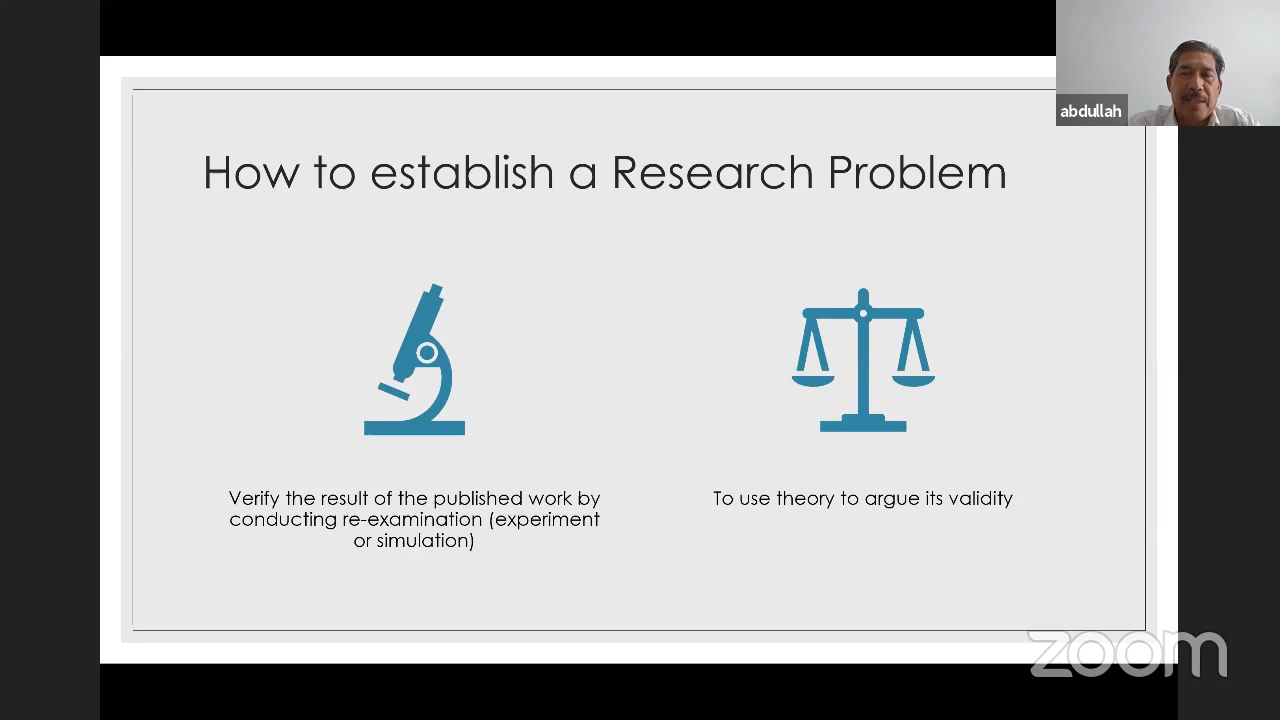 abdullah
How to establish a Research Problem
Verify the result of the published work by
conducting re-examination (experiment
or simulation)
To use theory to argue its validity
zoom